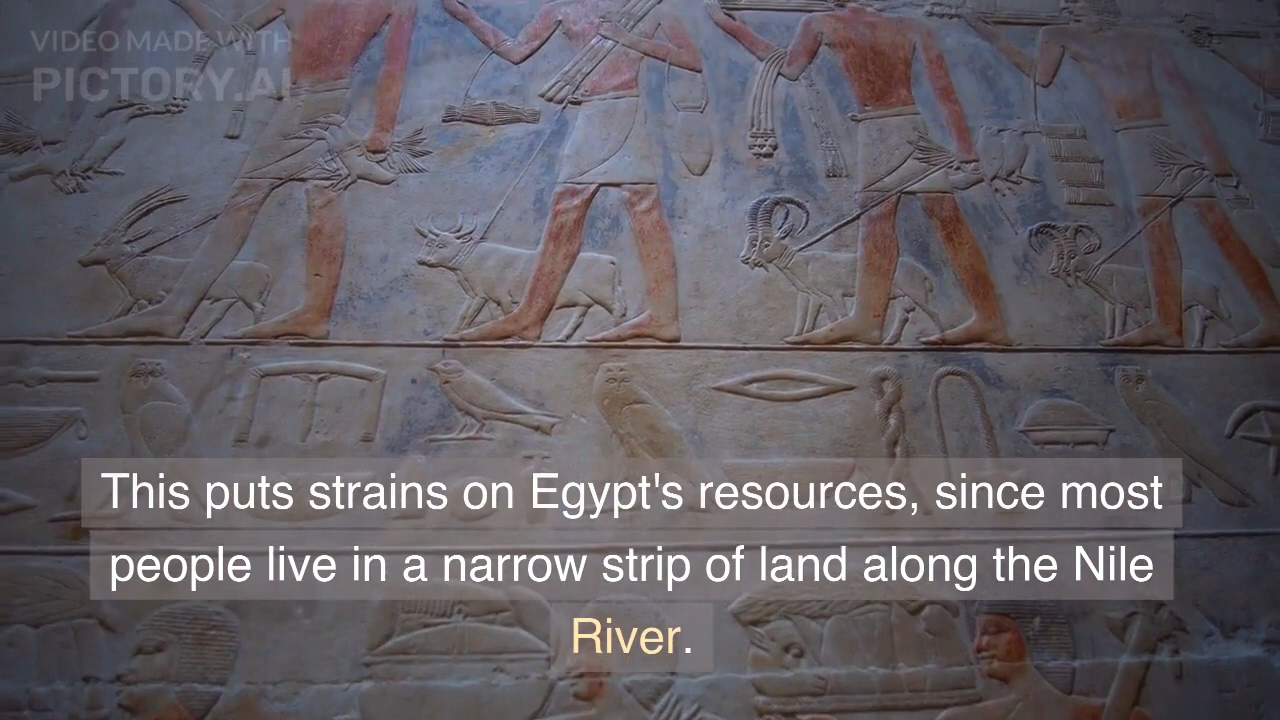 VIDEO MADE WITH
PICTORY.AI
This puts strains on Egypt's resources, since most
people live in a narrow strip of land along the Nile
River.